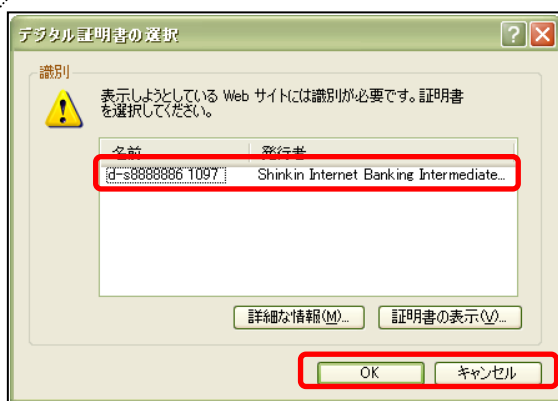 デジタル証明書の選択
識別
表示しようとしている Web サイトには識別が必要です。証明書
を選択してください。
名前 発行者
d-s8888886 1097 Shinkin Internet Banking Intermediate...
詳細な情報(M)... 証明書の表示(V)...
OK キャンセル